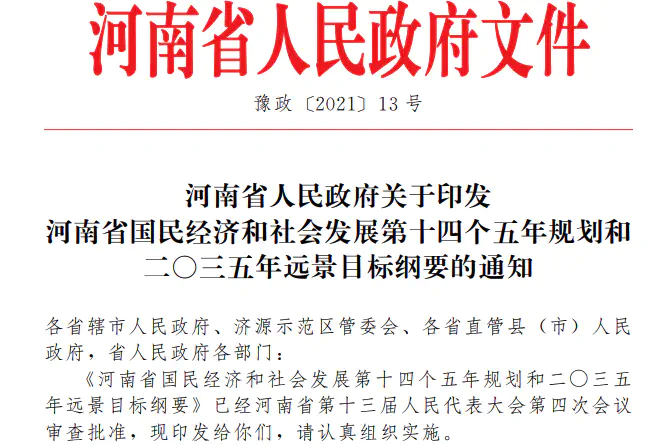 河南省人民政府文件
豫政〔2021〕13号
河南省人民政府关于印发
河南省国民经济和社会发展第十四个五年规划和
二〇三五年远景目标纲要的通知
各省辖市人民政府、济源示范区管委会、各省直管县（市）人民
政府，省人民政府各部门：
《河南省国民经济和社会发展第十四个五年规划和二〇三五
年远景目标纲要》已经河南省第十三届人民代表大会第四次会议
审查批准，现印发给你们，请认真组织实施。